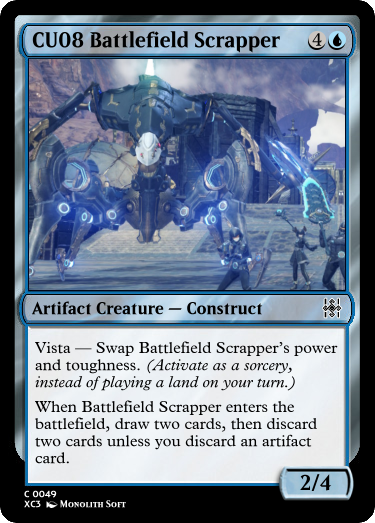 CU08 Battlefield Scrapper 4
Artifact Creature — Construct
Vista — Swap Battlefield Scrapper's power
and toughness. (Activate as a sorcery,
instead of playing a land on your turn.)
When Battlefield Scrapper enters the
battlefield, draw two cards, then discard
two cards unless you discard an artifact
card.
2/4
C 0049
XC3 Monolith Soft